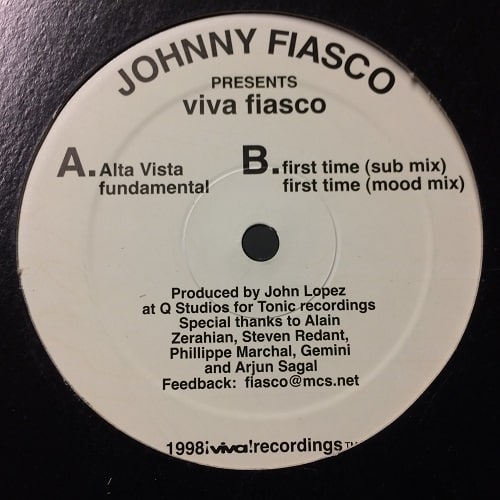 JOHNNY FIASCO
PRESENTS
viva fiasco
A. Alta Vista
fundamental
B. first time (sub mix)
first time (mood mix)
Produced by John Lopez
at Q Studios for Tonic recordings
Special thanks to Alain
Zerahian, Steven Redant,
Phillippe Marchal, Gemini
and Arjun Sagal
Feedback: fiasco@mcs.net
1998¡viva!recordings™